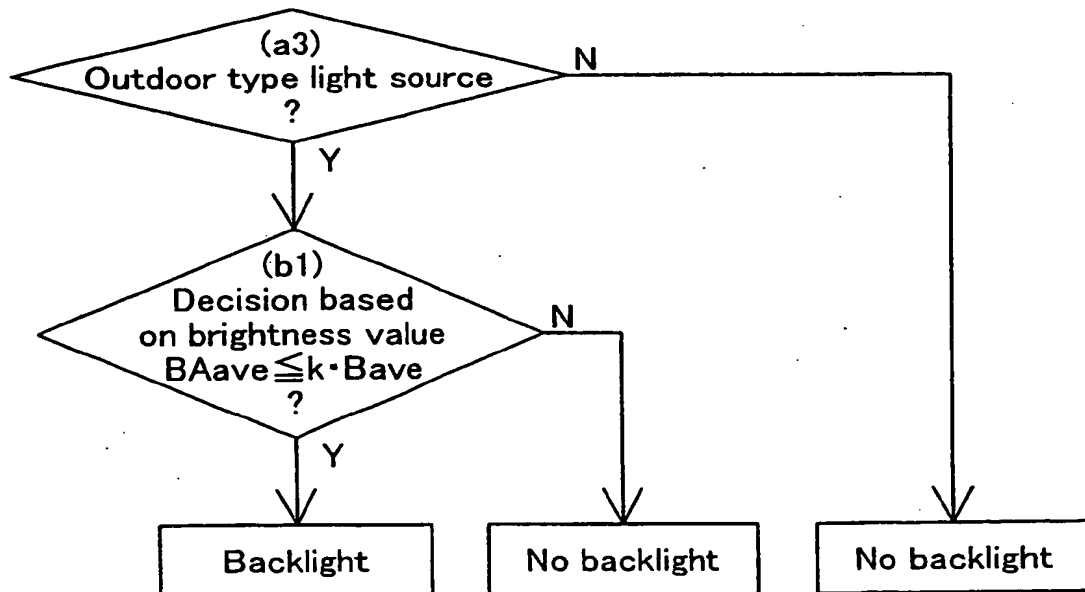 (a3)
Outdoor type light source
?
N
Y
(b1)
Decision based
on brightness value
BAave≦k·Bave
?
N
Y
Backlight
No backlight
No backlight